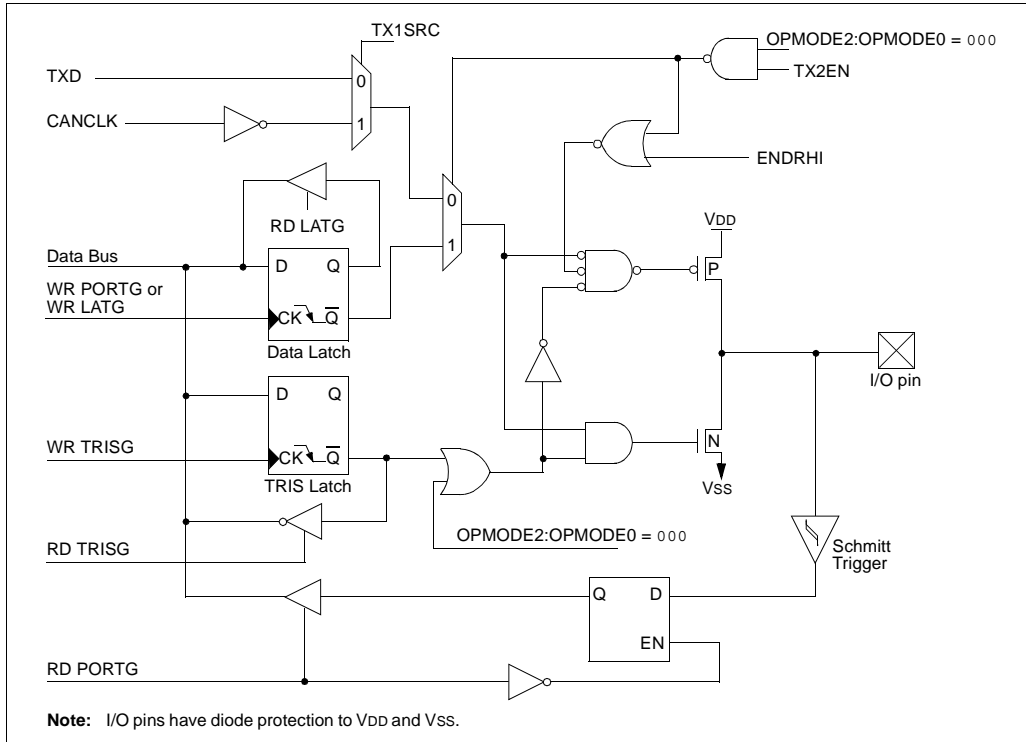 TX1SRC
OPMODE2:OPMODE0 = 000
TXD
0
TX2EN
CANCLK
1
ENDRHI
0
RD LATG
1
VDD
Data Bus
D Q
P
WR PORTG or
WR LATG
CK Q
Data Latch
I/O pin
D Q
WR TRISG
CK Q
N
TRIS Latch
VSS
OPMODE2:OPMODE0 = 000
RD TRISG
Schmitt
Trigger
Q D
EN
RD PORTG
Note: I/O pins have diode protection to VDD and VSS.